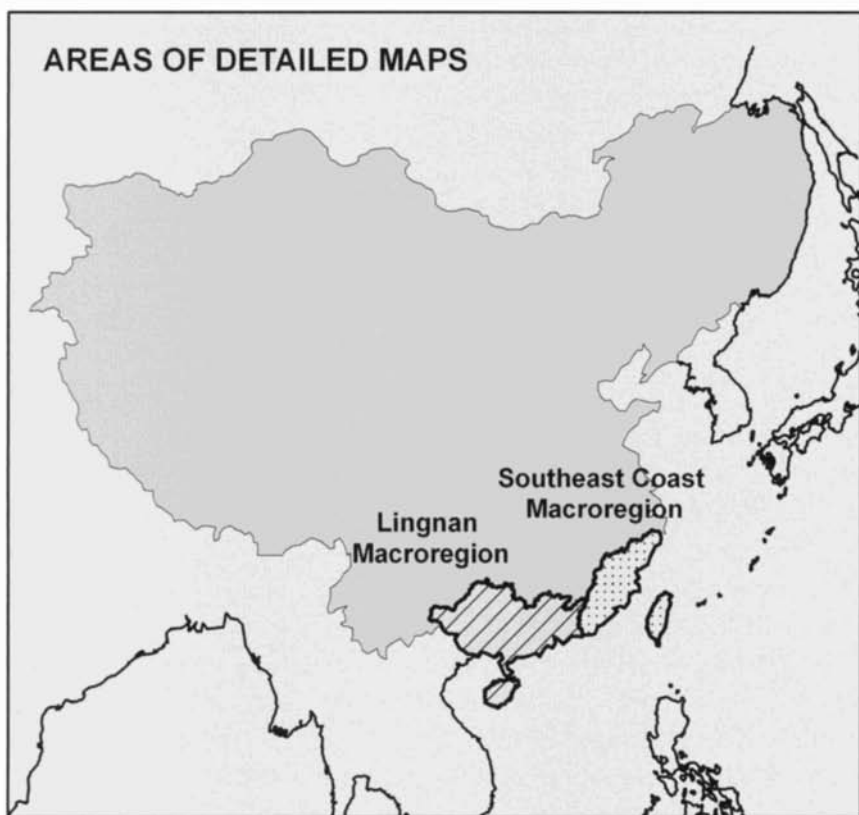 AREAS OF DETAILED MAPS
Southeast Coast
Macroregion
Lingnan
Macroregion